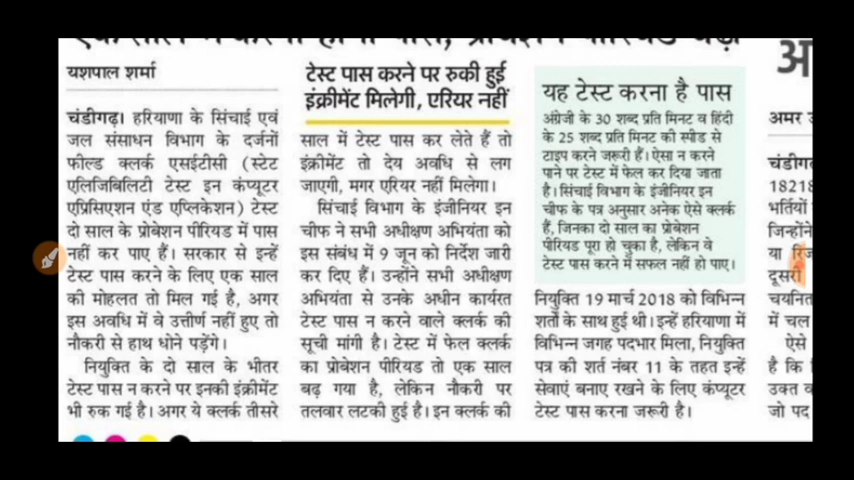 यशपाल शर्मा
चंडीगढ़। हरियाणा के सिंचाई एवं
जल संसाधन विभाग के दर्जनों
फील्ड क्लर्क एसईटीसी (स्टेट
एलिजिबिलिटी टेस्ट इन कंप्यूटर
एप्रिसिएशन एंड एप्लिकेशन) टेस्ट
दो साल के प्रोबेशन पीरियड में पास
नहीं कर पाए हैं। सरकार से इन्हें
टेस्ट पास करने के लिए एक साल
की मोहलत तो मिल गई है, अगर
इस अवधि में वे उत्तीर्ण नहीं हुए तो
नौकरी से हाथ धोने पड़ेंगे।
नियुक्ति के दो साल के भीतर
टेस्ट पास न करने पर इनकी इंक्रीमेंट
भी रुक गई है। अगर ये क्लर्क तीसरे
टेस्ट पास करने पर रुकी हुई
इंक्रीमेंट मिलेगी, एरियर नहीं
साल में टेस्ट पास कर लेते हैं तो
इंक्रीमेंट तो देय अवधि से लग
जाएगी, मगर एरियर नहीं मिलेगा।
सिंचाई विभाग के इंजीनियर इन
चीफ ने सभी अधीक्षण अभियंता को
इस संबंध में 9 जून को निर्देश जारी
कर दिए हैं। उन्होंने सभी अधीक्षण
अभियंता से उनके अधीन कार्यरत
टेस्ट पास न करने वाले क्लर्क की
सूची मांगी है। टेस्ट में फेल क्लर्क
का प्रोबेशन पीरियड तो एक साल
बढ़ गया है, लेकिन नौकरी पर
तलवार लटकी हुई है। इन क्लर्क की
यह टेस्ट करना है पास
अंग्रेजी के 30 शब्द प्रति मिनट व हिंदी
के 25 शब्द प्रति मिनट की स्पीड से
टाइप करने जरूरी हैं। ऐसा न करने
पाने पर टेस्ट में फेल कर दिया जाता
है। सिंचाई विभाग के इंजीनियर इन
चीफ के पत्र अनुसार अनेक ऐसे क्लर्क
हैं, जिनका दो साल का प्रोबेशन
पीरियड पूरा हो चुका है, लेकिन वे
टेस्ट पास करने में सफल नहीं हो पाए।
नियुक्ति 19 मार्च 2018 को विभिन्न
शर्तों के साथ हुई थी। इन्हें हरियाणा में
विभिन्न जगह पदभार मिला, नियुक्ति
पत्र की शर्त नंबर 11 के तहत इन्हें
सेवाएं बनाए रखने के लिए कंप्यूटर
टेस्ट पास करना जरूरी है।
अमर
चंडीगढ़
18218
भर्तियों
जिन्होंने
या
दूसरी
चयनित
में चल
ऐसे
है कि
उक्त
जो पद